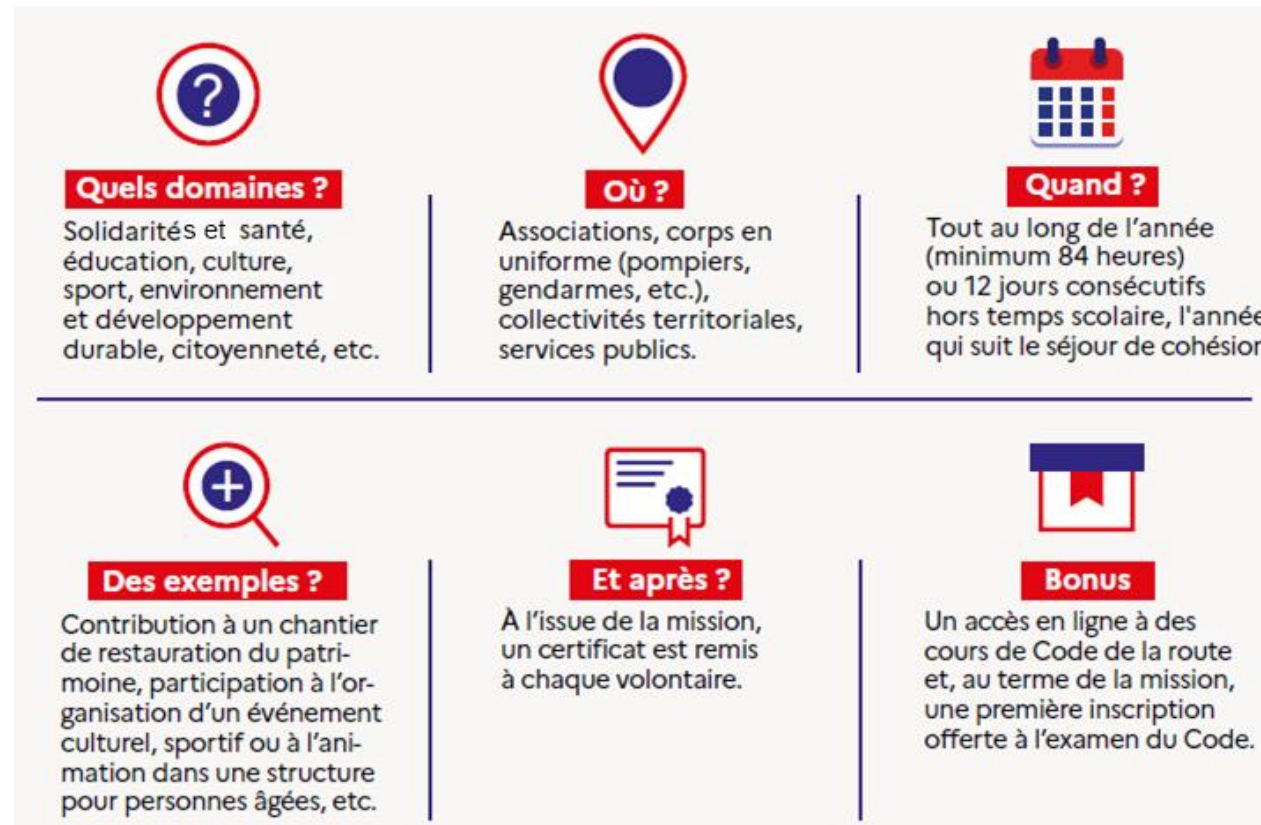 ?
Quels domaines ?
Solidarités et santé,
éducation, culture,
sport, environnement
et développement
durable, citoyenneté, etc.
Où ?
Associations, corps en
uniforme (pompiers,
gendarmes, etc.),
collectivités territoriales,
services publics.
Quand ?
Tout au long de l'année
(minimum 84 heures)
ou 12 jours consécutifs
hors temps scolaire, l'année
qui suit le séjour de cohésion
Des exemples ?
Contribution à un chantier
de restauration du patri-
moine, participation à l'or-
ganisation d'un événement
culturel, sportif ou à l'ani-
mation dans une structure
pour personnes âgées, etc.
Et après ?
À l'issue de la mission,
un certificat est remis
à chaque volontaire.
Bonus
Un accès en ligne à des
cours de Code de la route
et, au terme de la mission,
une première inscription
offerte à l'examen du Code.